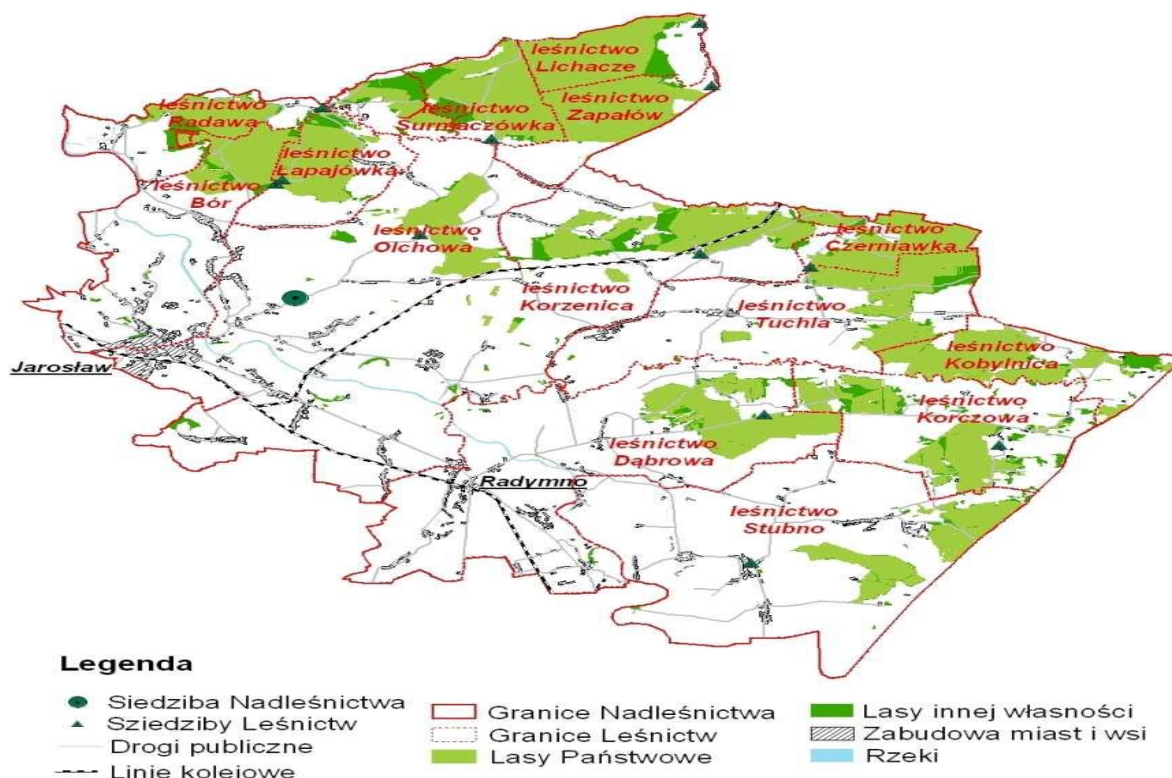 leśnictwo
Lichacze
leśnictwo
Zapałów
leśnictwo
Radawa
leśnictwo
Surmaczówka
leśnictwo
Łapajówka
leśnictwo
Bór
leśnictwo
Olchowa
leśnictwo
Czerniawka
leśnictwo
Korzenica
leśnictwo
Tuchla
leśnictwo
Kobylnica
Jarosław
leśnictwo
Korczowa
leśnictwo
Dąbrowa
Radymno
leśnictwo
Stubno
Legenda
Siedziba Nadleśnictwa
Sziedziby Leśnictw
Drogi publiczne
Linie kolejowe
Granice Nadleśnictwa
Granice Leśnictw
Lasy Państwowe
Lasy innej własności
Zabudowa miast i wsi
Rzeki